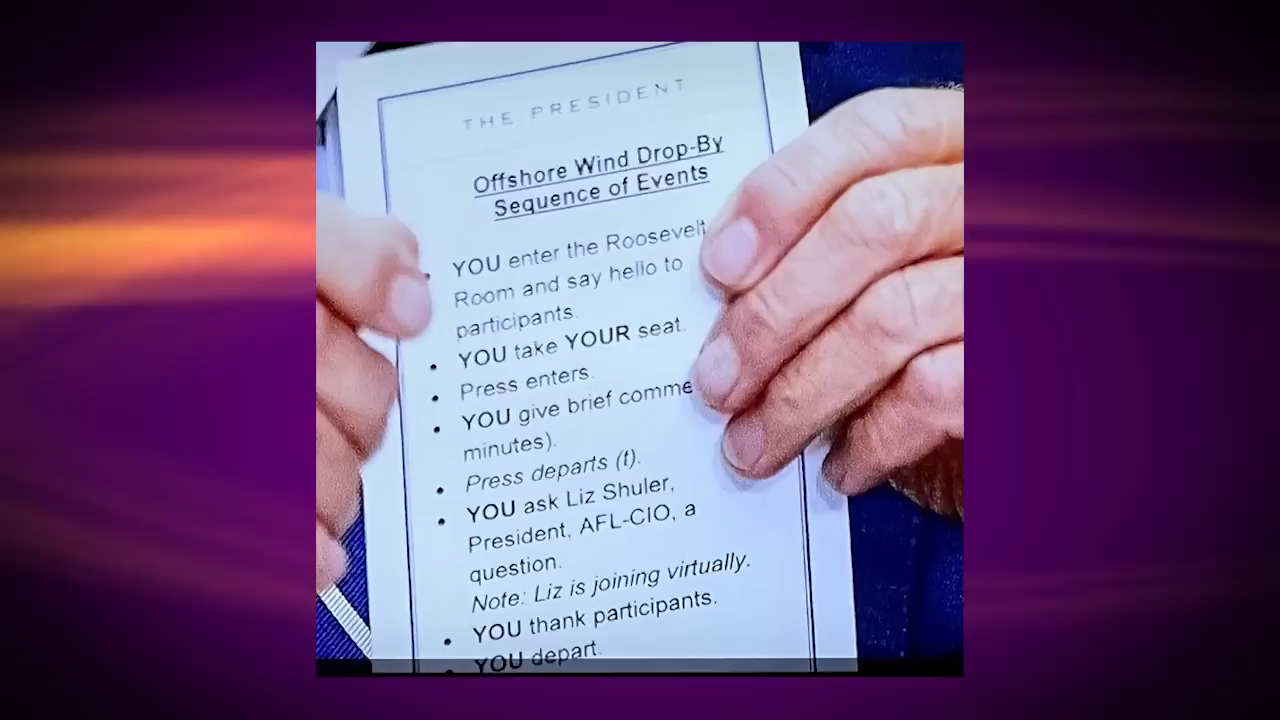 THE PRESIDENT
Offshore Wind Drop-By
Sequence of Events
• YOU enter the Roosevelt
Room and say hello to
participants.
• YOU take YOUR seat.
• Press enters.
• YOU give brief comme
minutes).
• Press departs (t).
• YOU ask Liz Shuler,
President, AFL-CIO, a
question.
Note: Liz is joining virtually.
• YOU thank participants.
• YOU depart.